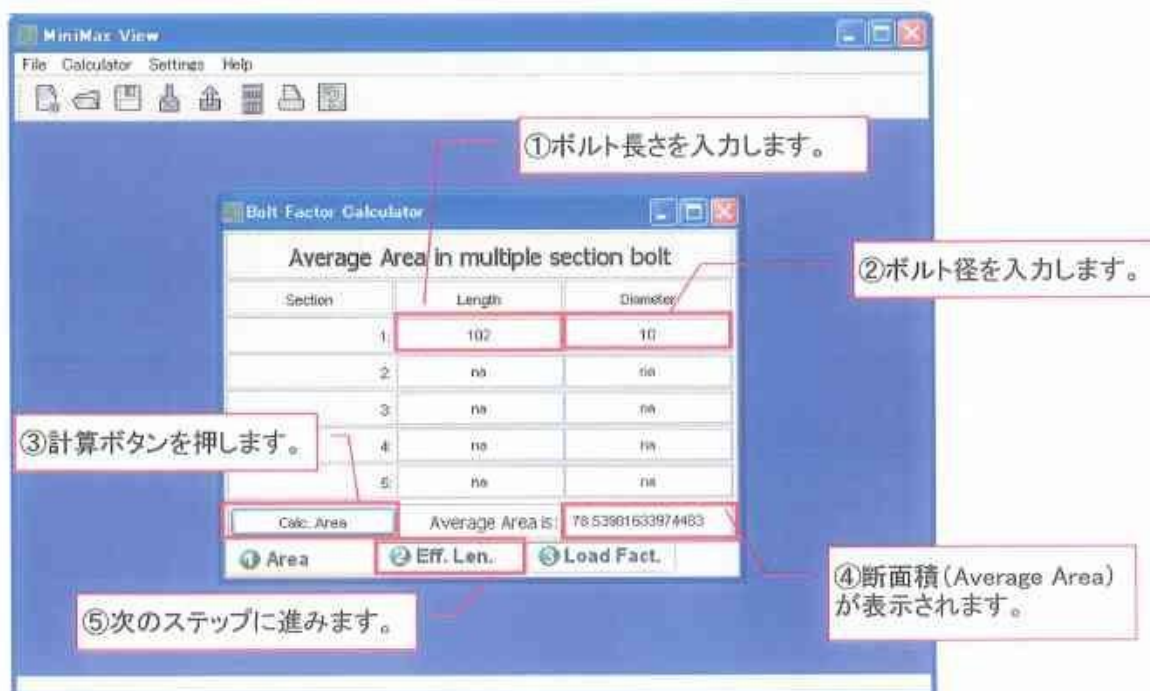 MiniMax View
File Calculator Settings Help
①ボルト長さを入力します。
Bolt Factor Calculator
Average Area in multiple section bolt
②ボルト径を入力します。
Section Length Diameter
1: 102 10
2: na na
3: na na
③計算ボタンを押します。
4: na na
5: na na
Calc. Area Average Area is: 78.53981633974483
① Area ② Eff. Len. ③ Load Fact.
④断面積(Average Area)
が表示されます。
⑤次のステップに進みます。